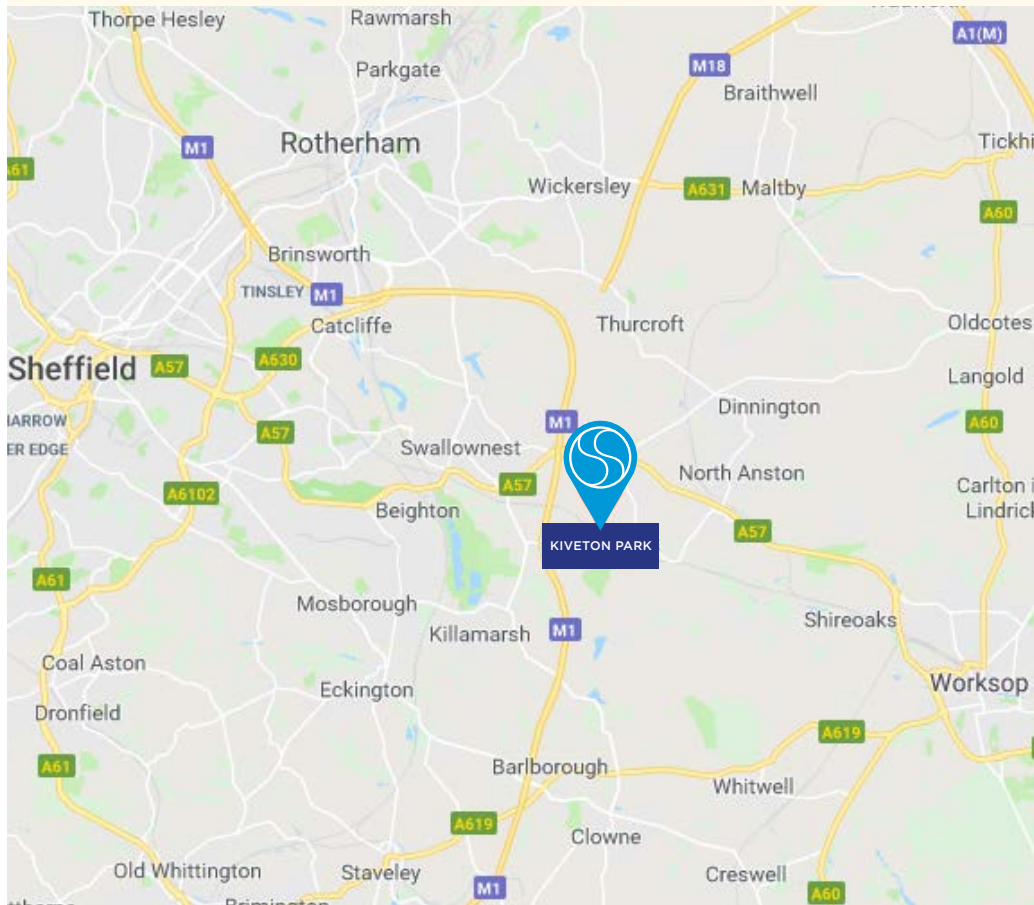 Thorpe Hesley
Rawmarsh
A1(M)
Parkgate
M18
Braithwell
M1
Rotherham
Tickhi
A61
Wickersley
A631
Maltby
A60
Brinsworth
TINSLEY
M1
Catcliffe
Thurcroft
Oldcotes
Sheffield
A57
A630
Langold
Dinnington
HARROW
ER EDGE
A57
M1
A60
Swallownest
A57
North Anston
A6102
Beighton
Carlton i
Lindrick
A57
KIVETON PARK
A61
Mosborough
Killamarsh
M1
Shireoaks
Coal Aston
Eckington
Worksop
Dronfield
A619
A61
Barlborough
Whitwell
A619
Clowne
Old Whittington
Staveley
Creswell
M1
A60
Brimington